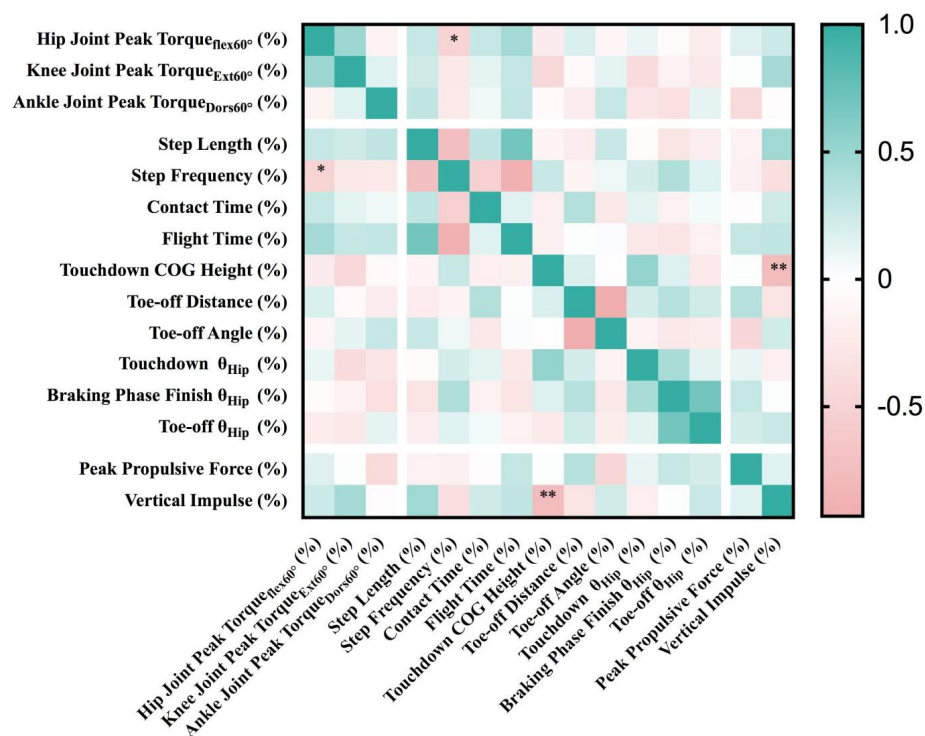 Hip Joint Peak Torqueflex60° (%)
Knee Joint Peak TorqueExt60° (%)
Ankle Joint Peak TorqueDors60° (%)
Step Length (%)
Step Frequency (%)
Contact Time (%)
Flight Time (%)
Touchdown COG Height (%)
Toe-off Distance (%)
Toe-off Angle (%)
Touchdown θHip (%)
Braking Phase Finish θHip (%)
Toe-off θHip (%)
Peak Propulsive Force (%)
Vertical Impulse (%)
*
*
**
**
1.0
0.5
0
-0.5
Hip Joint Peak Torqueflex60° (%)
Knee Joint Peak TorqueExt60° (%)
Ankle Joint Peak TorqueDors60° (%)
Step Length (%)
Step Frequency (%)
Contact Time (%)
Flight Time (%)
Touchdown COG Height (%)
Toe-off Distance (%)
Toe-off Angle (%)
Touchdown θHip (%)
Braking Phase Finish θHip (%)
Toe-off θHip (%)
Peak Propulsive Force (%)
Vertical Impulse (%)